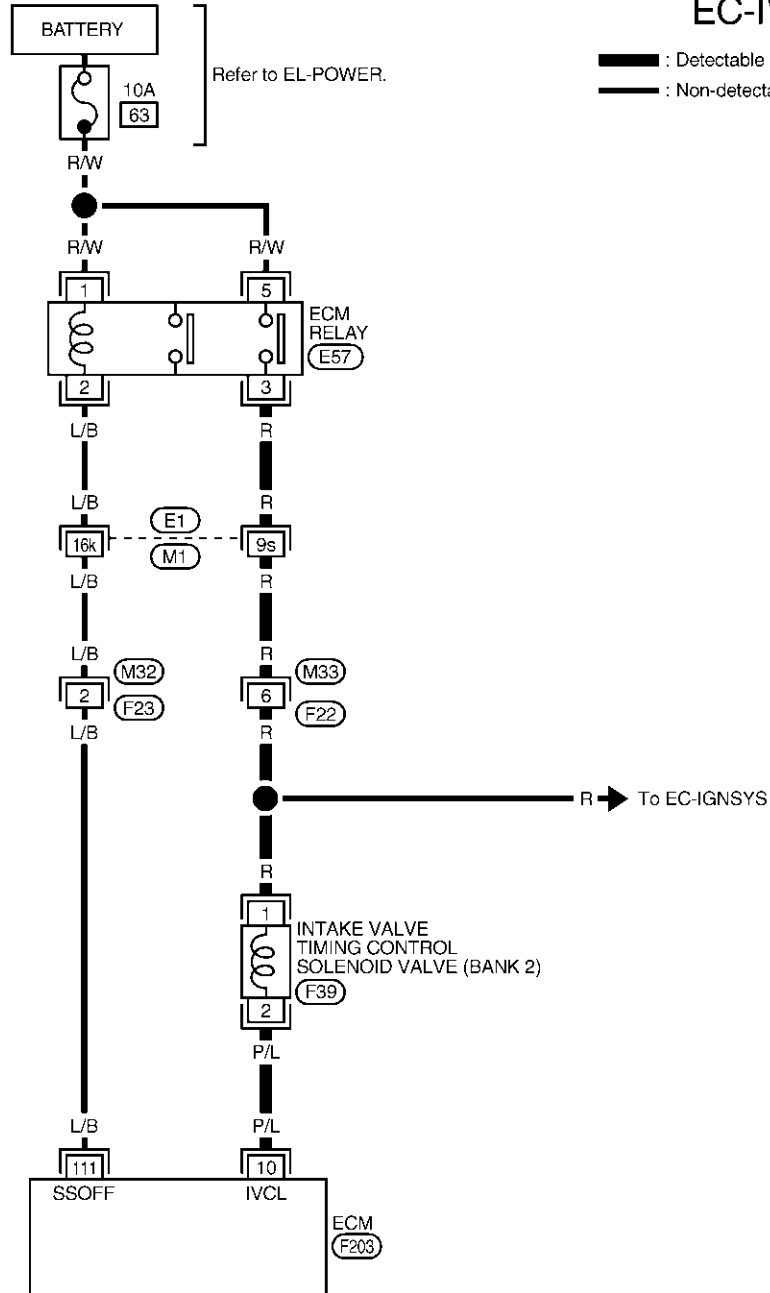 EC-IV
BATTERY
Refer to EL-POWER.
: Detectable
: Non-detecta
10A
63
R/W
R/W R/W
1 5
ECM
RELAY
E57
2 3
L/B R
L/B R
16k E1 M1 9s
L/B R
L/B R
2 M32 F23 6 M33 F22
L/B R
R To EC-IGNSYS
R
1
INTAKE VALVE
TIMING CONTROL
SOLENOID VALVE (BANK 2)
F39
2
P/L
L/B P/L
111 10
SSOFF IVCL
ECM
F203